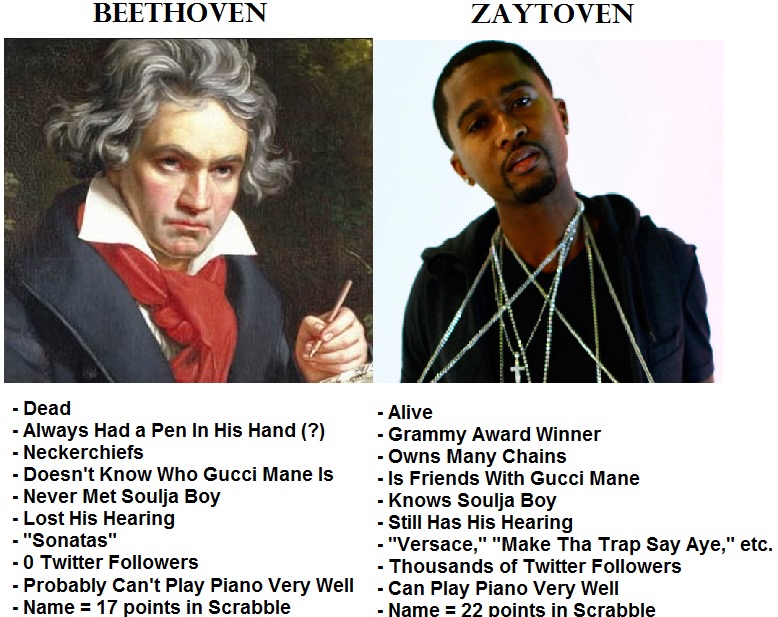 BEETHOVEN
ZAYTOVEN
- Dead
- Always Had a Pen In His Hand (?)
- Neckerchiefs
- Doesn't Know Who Gucci Mane Is
- Never Met Soulja Boy
- Lost His Hearing
- "Sonatas"
- 0 Twitter Followers
- Probably Can't Play Piano Very Well
- Name = 17 points in Scrabble
- Alive
- Grammy Award Winner
- Owns Many Chains
- Is Friends With Gucci Mane
- Knows Soulja Boy
- Still Has His Hearing
- "Versace," "Make Tha Trap Say Aye," etc.
- Thousands of Twitter Followers
- Can Play Piano Very Well
- Name = 22 points in Scrabble